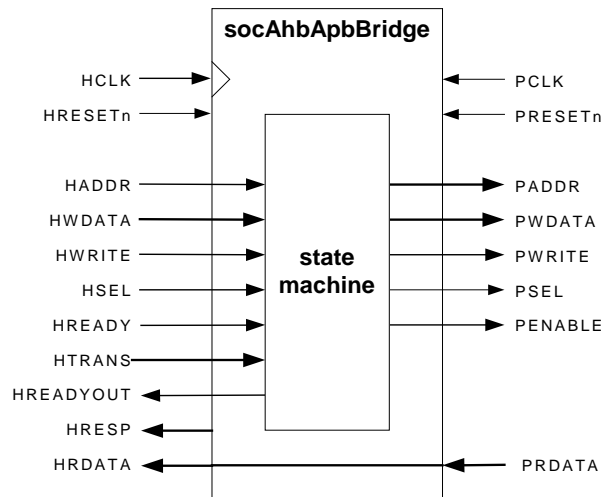 socAhbApbBridge
HCLK
PCLK
HRESETn
PRESETn
HADDR
PADDR
HWDATA
PWDATA
HWRITE
PWRITE
state
machine
HSEL
PSEL
HREADY
PENABLE
HTRANS
HREADYOUT
HRESP
HRDATA
PRDATA